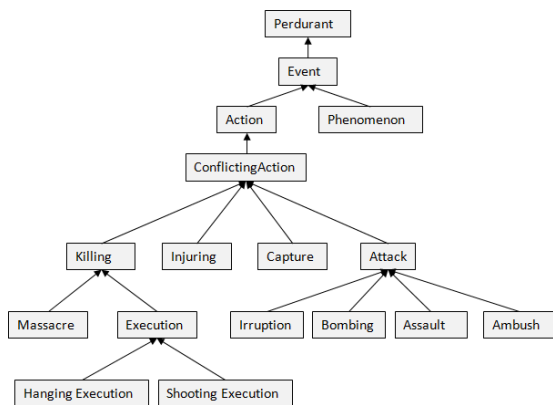 Perdurant
Event
Action
Phenomenon
ConflictingAction
Killing
Injuring
Capture
Attack
Massacre
Execution
Irruption
Bombing
Assault
Ambush
Hanging Execution
Shooting Execution